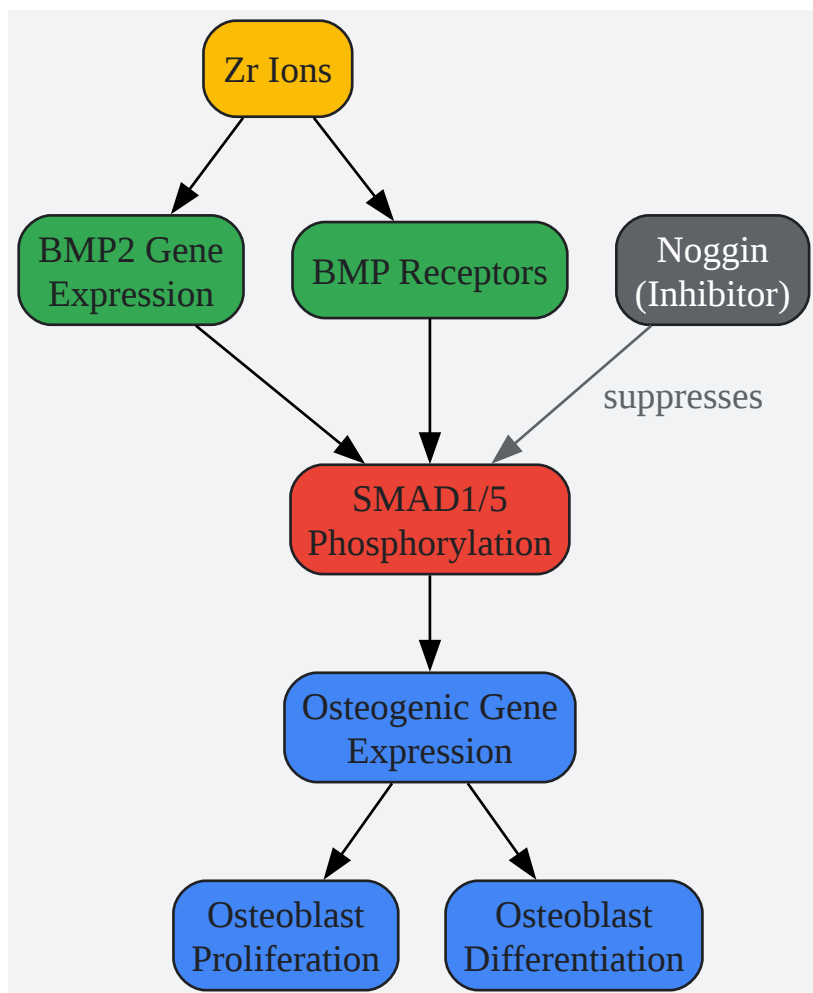 Zr Ions
BMP2 Gene
Expression
BMP Receptors
Noggin
(Inhibitor)
suppresses
SMAD1/5
Phosphorylation
Osteogenic Gene
Expression
Osteoblast
Proliferation
Osteoblast
Differentiation